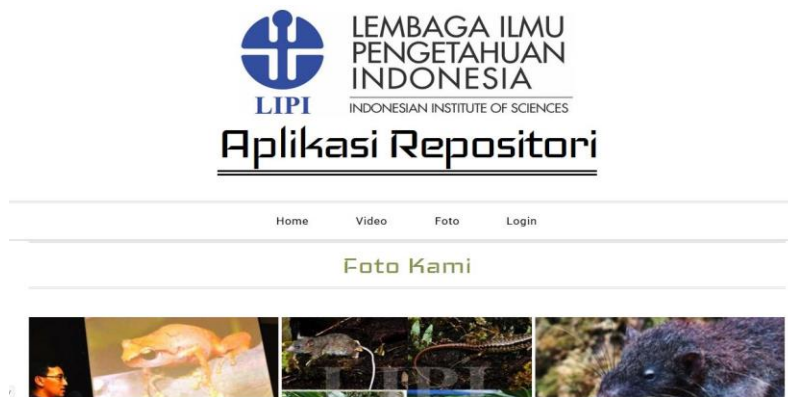 LEMBAGA ILMU
PENGETAHUAN
INDONESIA
LIPI
INDONESIAN INSTITUTE OF SCIENCES
Aplikasi Repositori
Home Video Foto Login
Foto Kami
LIPI